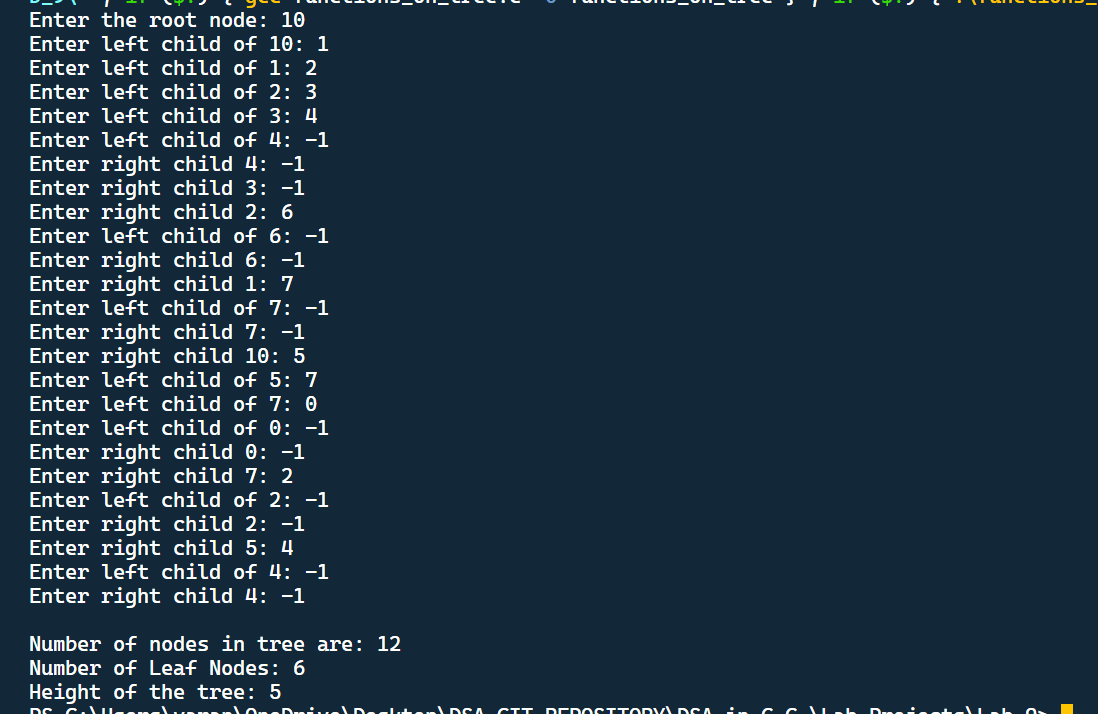 Enter the root node: 10
Enter left child of 10: 1
Enter left child of 1: 2
Enter left child of 2: 3
Enter left child of 3: 4
Enter left child of 4: -1
Enter right child 4: -1
Enter right child 3: -1
Enter right child 2: 6
Enter left child of 6: -1
Enter right child 6: -1
Enter right child 1: 7
Enter left child of 7: -1
Enter right child 7: -1
Enter right child 10: 5
Enter left child of 5: 7
Enter left child of 7: 0
Enter left child of 0: -1
Enter right child 0: -1
Enter right child 7: 2
Enter left child of 2: -1
Enter right child 2: -1
Enter right child 5: 4
Enter left child of 4: -1
Enter right child 4: -1
Number of nodes in tree are: 12
Number of Leaf Nodes: 6
Height of the tree: 5